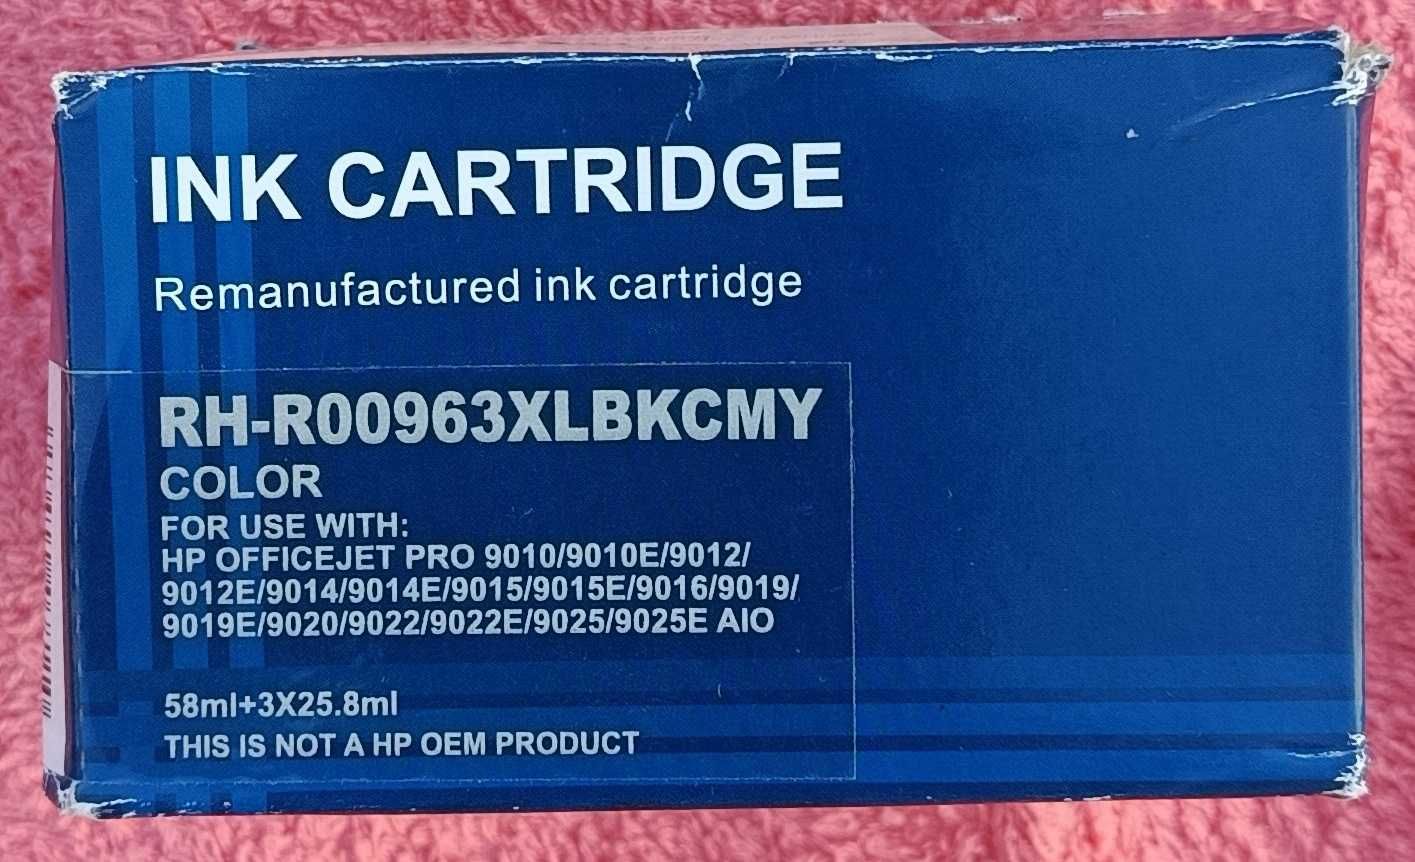 INK CARTRIDGE
Remanufactured ink cartridge
RH-R00963XLBKCMY
COLOR
FOR USE WITH:
HP OFFICEJET PRO 9010/9010E/9012/
9012E/9014/9014E/9015/9015E/9016/9019/
9019E/9020/9022/9022E/9025/9025E AIO
58ml+3X25.8ml
THIS IS NOT A HP OEM PRODUCT